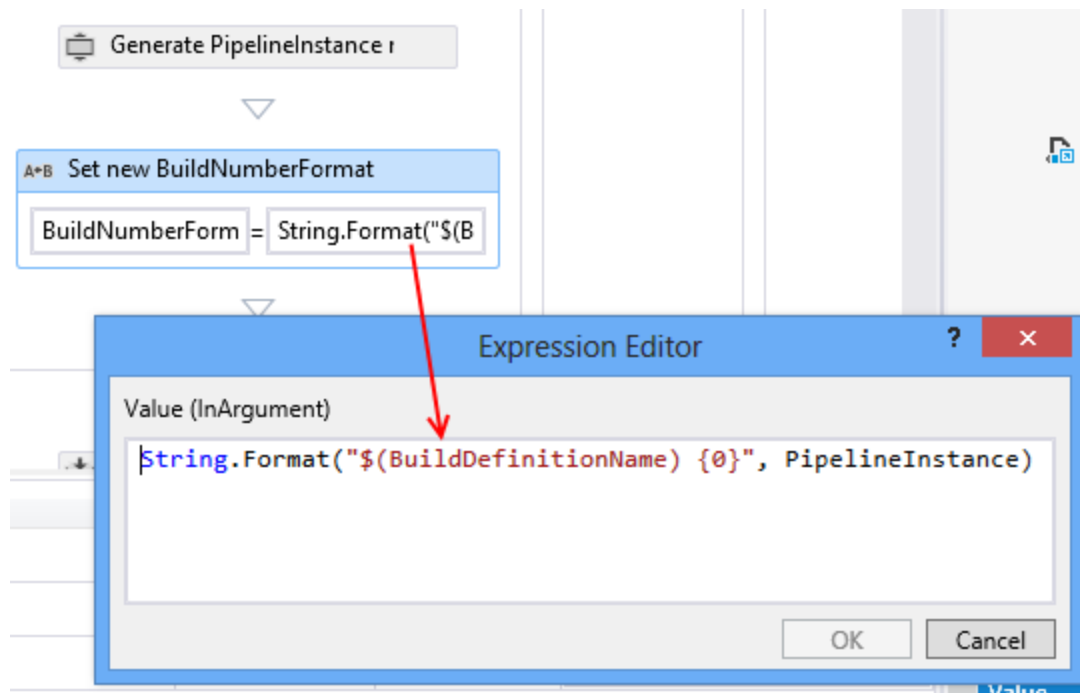 Generate PipelineInstance r
A+B Set new BuildNumberFormat
BuildNumberForm = String.Format("$(B
Expression Editor
? ×
Value (InArgument)
String.Format("$(BuildDefinitionName) {0}", PipelineInstance)
OK Cancel
Value